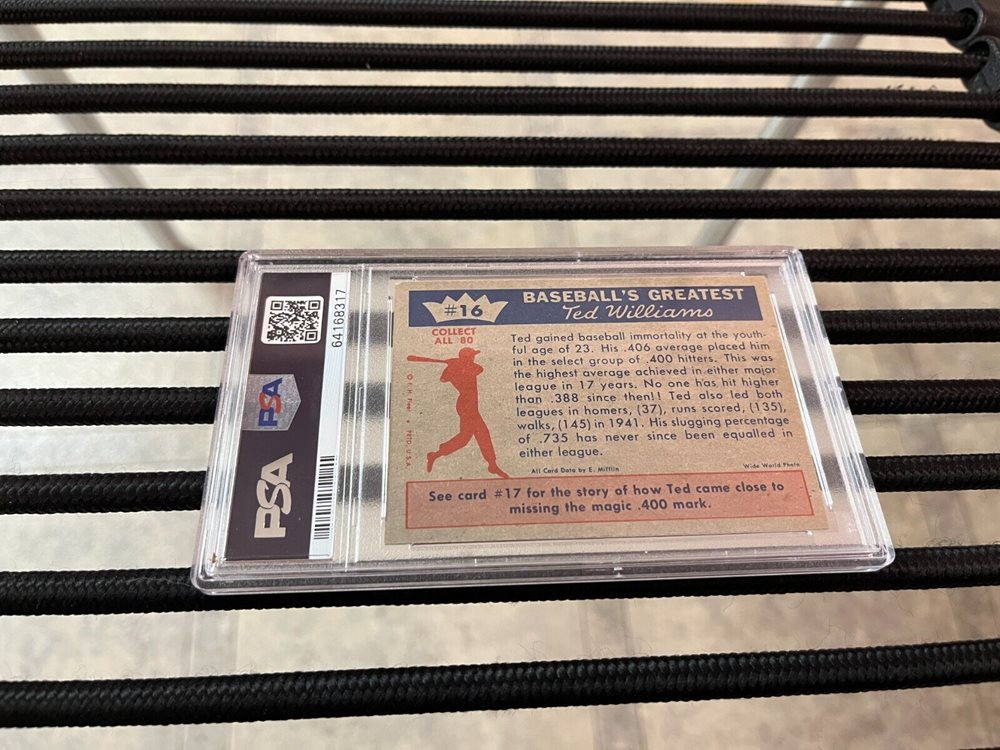 64168317
PSA
PSA
#16
BASEBALL'S GREATEST
Ted Williams
COLLECT
ALL 80
Ted gained baseball immortality at the youth-
ful age of 23. His .406 average placed him
in the select group of .400 hitters. This was
the highest average achieved in either major
league in 17 years. No one has hit higher
than .388 since then!! Ted also led both
leagues in homers, (37), runs scored, (135),
walks, (145) in 1941. His slugging percentage
of .735 has never since been equalled in
either league.
All Card Data by E. Mifflin
Wide World Photo
See card #17 for the story of how Ted came close to
missing the magic .400 mark.